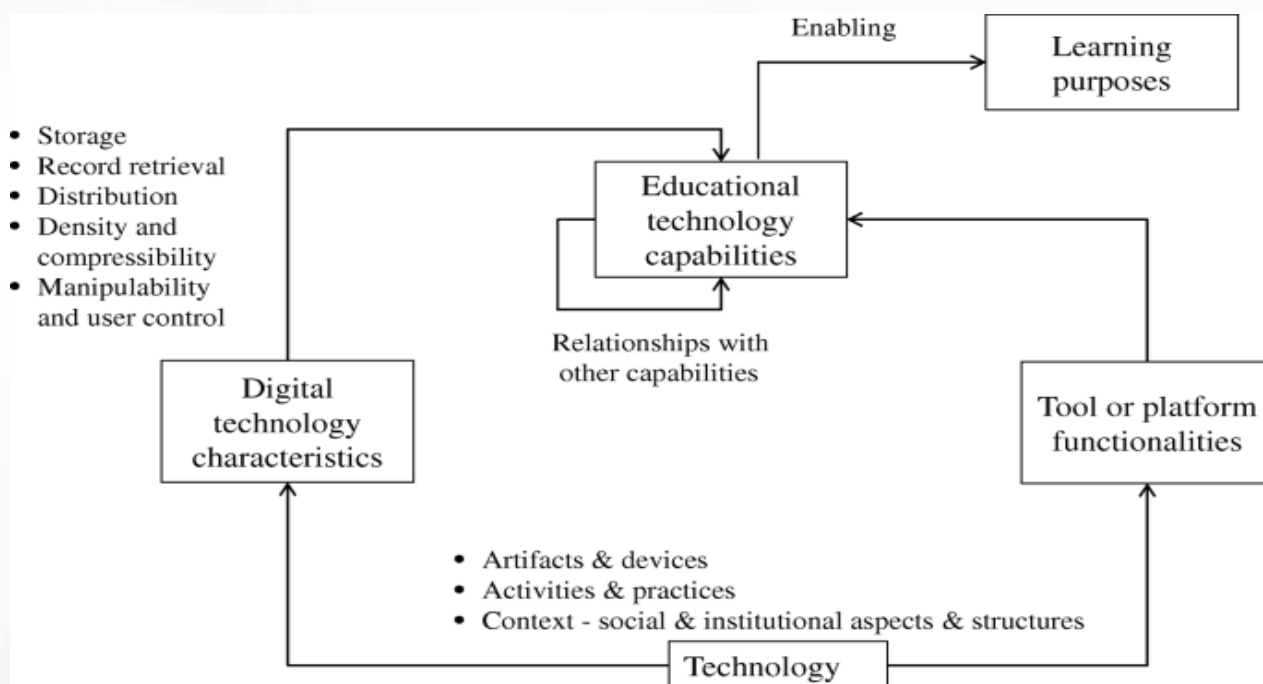 Enabling
Learning
purposes
• Storage
• Record retrieval
• Distribution
• Density and
compressibility
• Manipulability
and user control
Educational
technology
capabilities
Relationships with
other capabilities
Digital
technology
characteristics
Tool or platform
functionalities
• Artifacts & devices
• Activities & practices
• Context - social & institutional aspects & structures
Technology